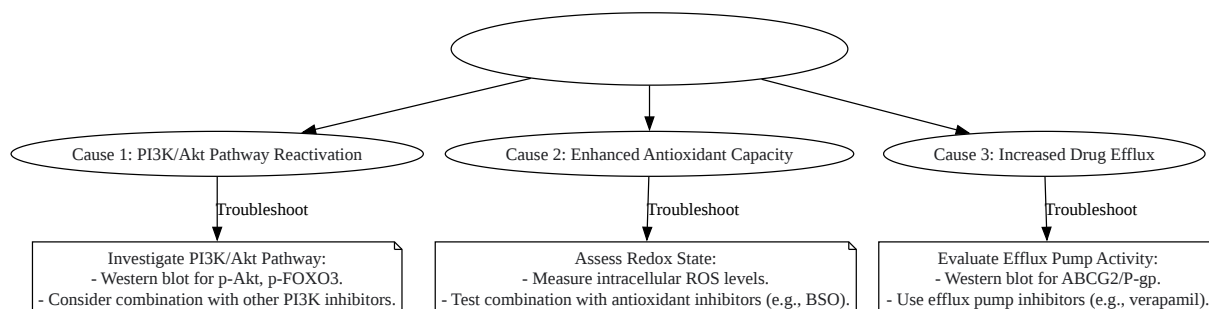 Cause 1: PI3K/Akt Pathway Reactivation
Cause 2: Enhanced Antioxidant Capacity
Cause 3: Increased Drug Efflux
Troubleshoot
Troubleshoot
Troubleshoot
Investigate PI3K/Akt Pathway:
- Western blot for p-Akt, p-FOXO3.
- Consider combination with other PI3K inhibitors.
Assess Redox State:
- Measure intracellular ROS levels.
- Test combination with antioxidant inhibitors (e.g., BSO).
Evaluate Efflux Pump Activity:
- Western blot for ABCG2/P-gp.
- Use efflux pump inhibitors (e.g., verapamil).